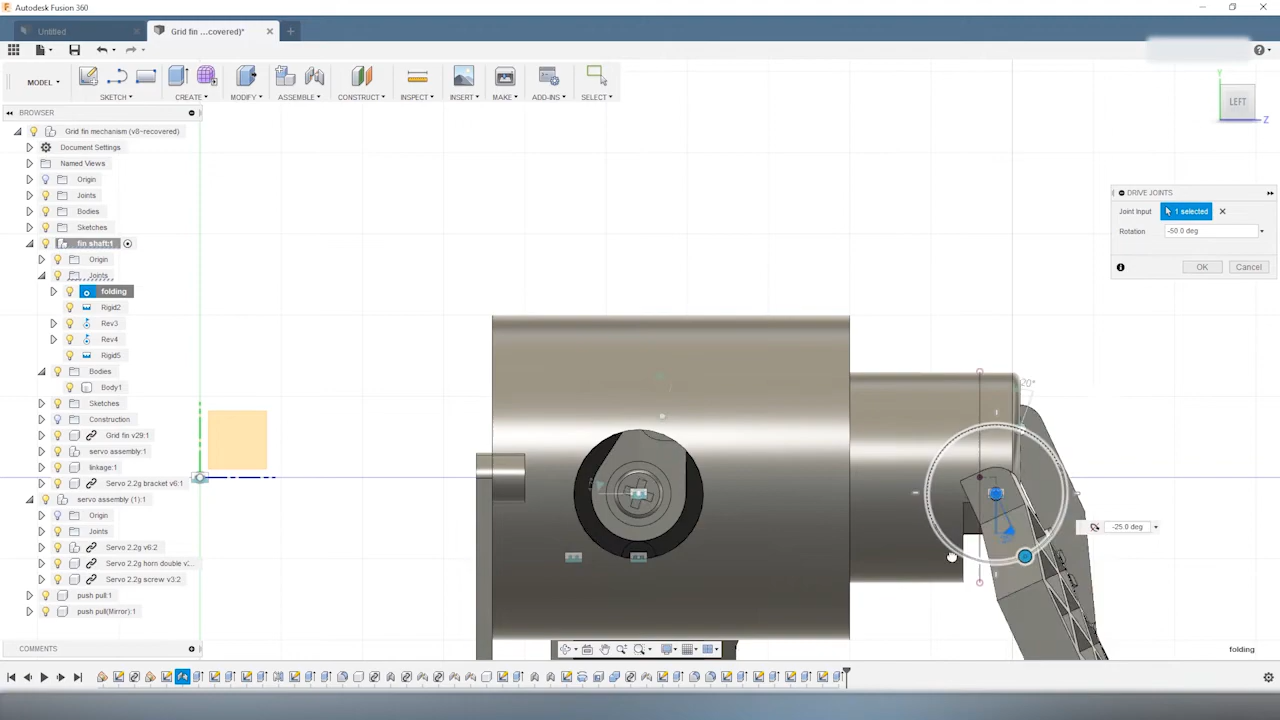 Autodesk Fusion 360
Untitled
Grid fin ...covered)*
MODEL
SKETCH
CREATE
MODIFY
ASSEMBLE
CONSTRUCT
INSPECT
INSERT
MAKE
ADD-INS
SELECT
BROWSER
Grid fin mechanism (v8~recovered)
Document Settings
Named Views
Origin
Joints
Bodies
Sketches
fin shaft:1
Origin
Joints
folding
Rigid2
Rev3
Rev4
Rigid5
Bodies
Body1
Sketches
Construction
Grid fin v29:1
servo assembly:1
linkage:1
Servo 2.2g bracket v6:1
servo assembly (1):1
Origin
Joints
Servo 2.2g v6:2
Servo 2.2g horn double v...
Servo 2.2g screw v3:2
push pull:1
push pull(Mirror):1
COMMENTS
Y
LEFT
Z
DRIVE JOINTS
Joint Input
1 selected
Rotation
-50.0 deg
OK
Cancel
-25.0 deg
folding